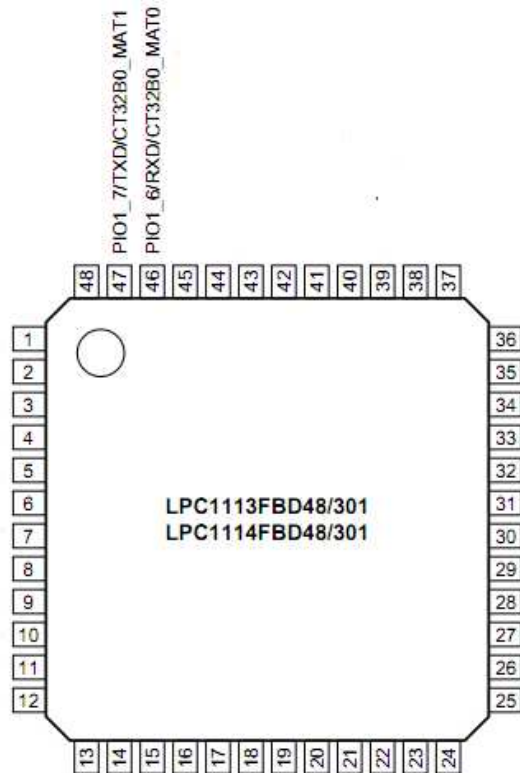 PIO1_7/TXD/CT32B0_MAT1
PIO1_6/RXD/CT32B0_MAT0
48 47 46 45 44 43 42 41 40 39 38 37
1 36
2 35
3 34
4 33
5 32
LPC1113FBD48/301
6 31
LPC1114FBD48/301
7 30
8 29
9 28
10 27
11 26
12 25
13 14 15 16 17 18 19 20 21 22 23 24